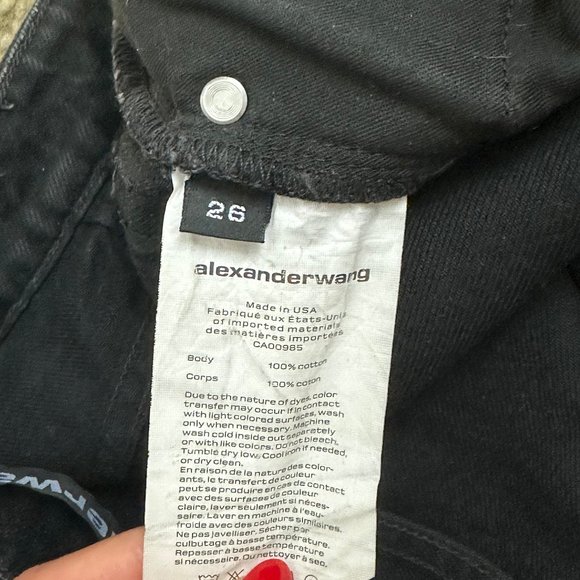 26
alexanderwang
Made in USA
Fabriqué aux États-Unis
of imported materials
des matières importées
CA00985
Body 100% cotton
Corps 100% coton
Due to the nature of dyes, color
transfer may occur if in contact
with light colored surfaces, wash
only when necessary. Machine
wash cold inside out separately
or with like colors. Do not bleach.
Tumble dry low. Cool iron if needed,
or dry clean.
En raison de la nature des color-
ants, le transfert de couleur
peut se produire en cas de contact
avec des surfaces de couleur
claire, laver seulement si néces-
saire. Laver en machine à l'eau
froide avec des couleurs similaires.
Ne pas javelliser. Sécher par
culbutage à basse température.
Repasser à basse température
si besoin. Ou nettoyer à sec.